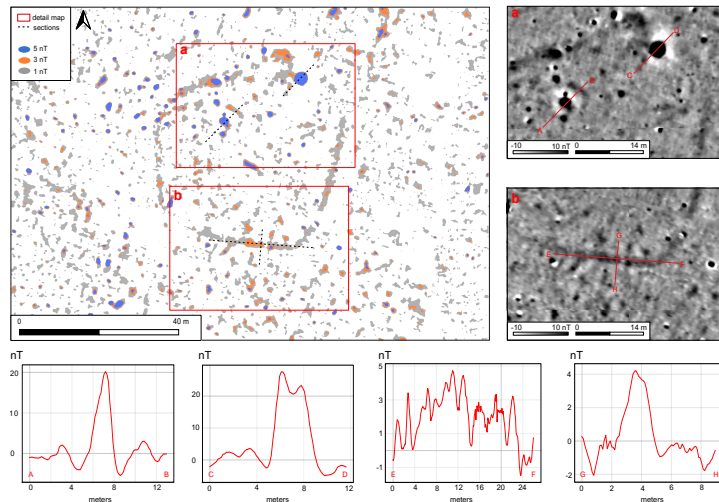 detail map
sections
5 nT
3 nT
1 nT
a
b
0 40 m
a
A
B
C
D
-10 10 nT 0 14 m
b
E
F
G
H
-10 10 nT 0 14 m
nT
20
10
0
A B
0 3 6 9 12
meters
nT
20
10
0
C D
0 4 8 12
meters
nT
5
3
1
-1
E F
0 4 8 12 16 20 24
meters
nT
4
2
0
-2
G H
0 2 4 6 8
meters